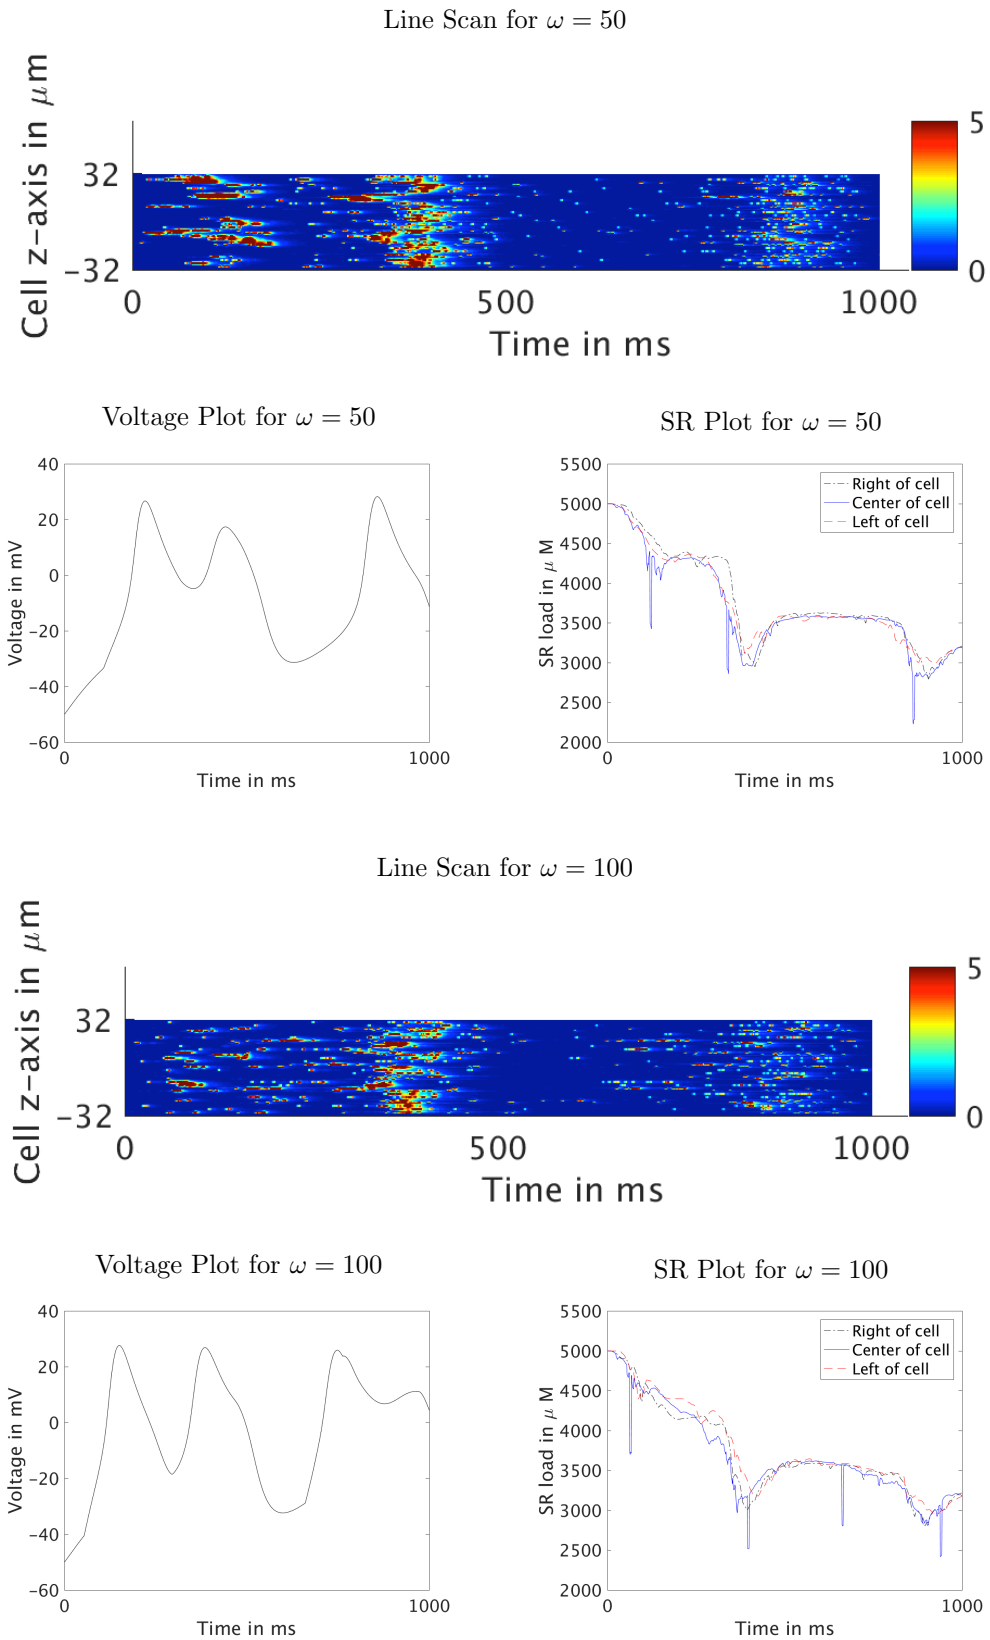 Line Scan for ω = 50
Cell z−axis in μm
32
−32
0
500
1000
Time in ms
5
0
Voltage Plot for ω = 50
Voltage in mV
40
20
0
−20
−40
−60
0
1000
Time in ms
SR Plot for ω = 50
SR load in μ M
5500
5000
4500
4000
3500
3000
2500
2000
0
1000
Time in ms
Right of cell
Center of cell
Left of cell
Line Scan for ω = 100
Cell z−axis in μm
32
−32
0
500
1000
Time in ms
5
0
Voltage Plot for ω = 100
Voltage in mV
40
20
0
−20
−40
−60
0
1000
Time in ms
SR Plot for ω = 100
SR load in μ M
5500
5000
4500
4000
3500
3000
2500
2000
0
1000
Time in ms
Right of cell
Center of cell
Left of cell